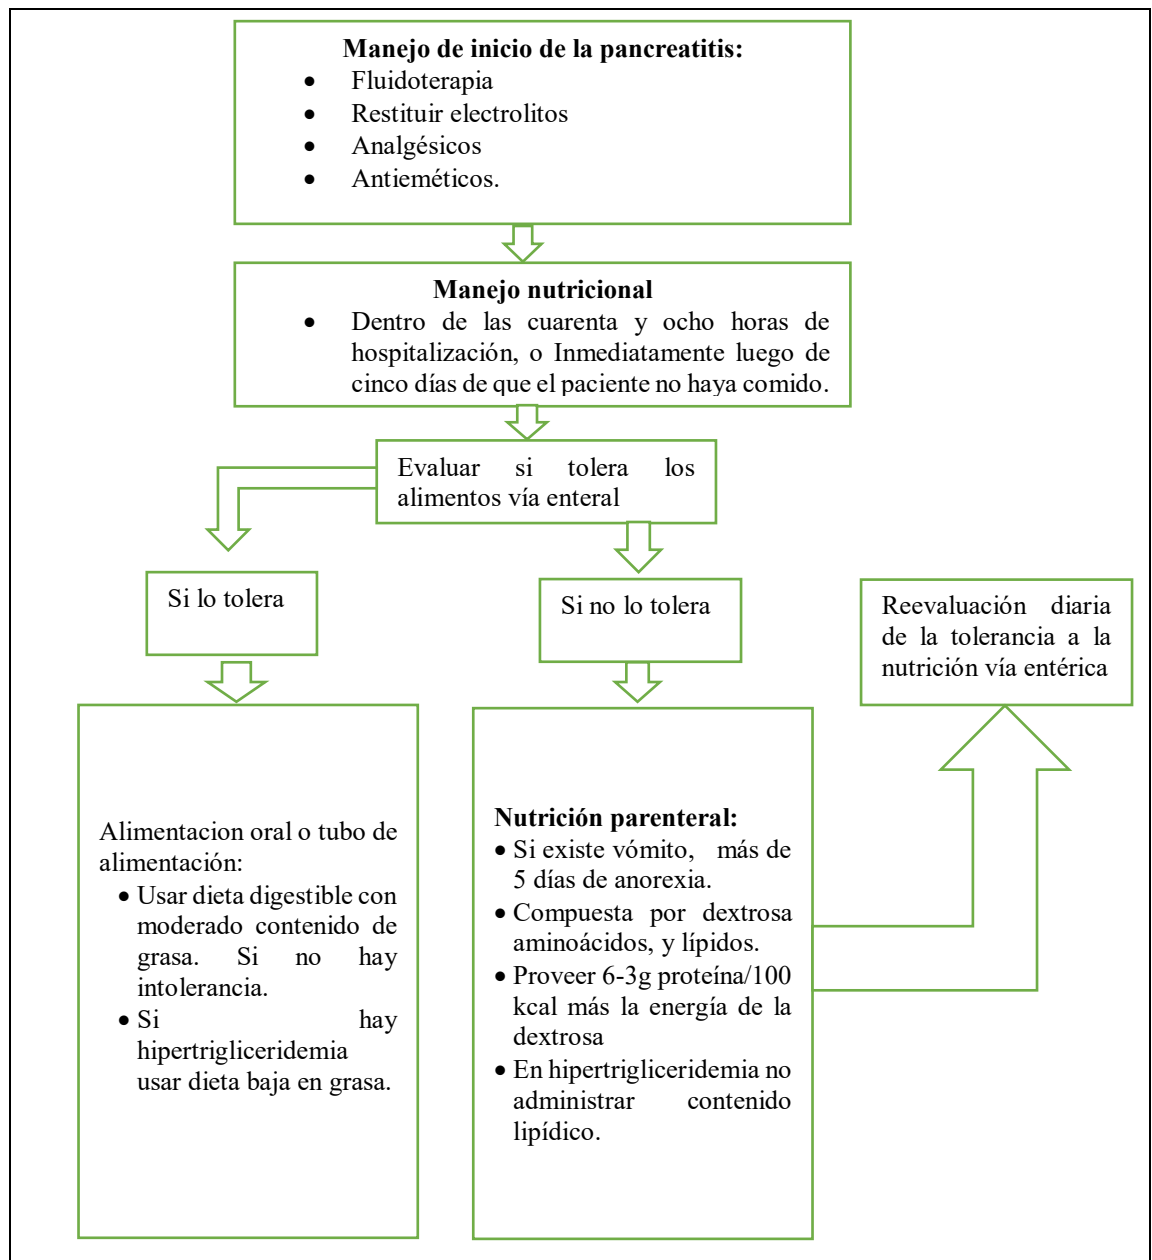 Manejo de inicio de la pancreatitis:
• Fluidoterapia
• Restituir electrolitos
• Analgésicos
• Antieméticos.
Manejo nutricional
• Dentro de las cuarenta y ocho horas de
hospitalización, o Inmediatamente luego de
cinco días de que el paciente no haya comido.
Evaluar si tolera los
alimentos vía enteral
Si lo tolera
Si no lo tolera
Reevaluación diaria
de la tolerancia a la
nutrición vía entérica
Alimentacion oral o tubo de
alimentación:
• Usar dieta digestible con
moderado contenido de
grasa. Si no hay
intolerancia.
• Si hay
hipertrigliceridemia
usar dieta baja en grasa.
Nutrición parenteral:
• Si existe vómito, más de
5 días de anorexia.
• Compuesta por dextrosa
aminoácidos, y lípidos.
• Proveer 6-3g proteína/100
kcal más la energía de la
dextrosa
• En hipertrigliceridemia no
administrar contenido
lipídico.